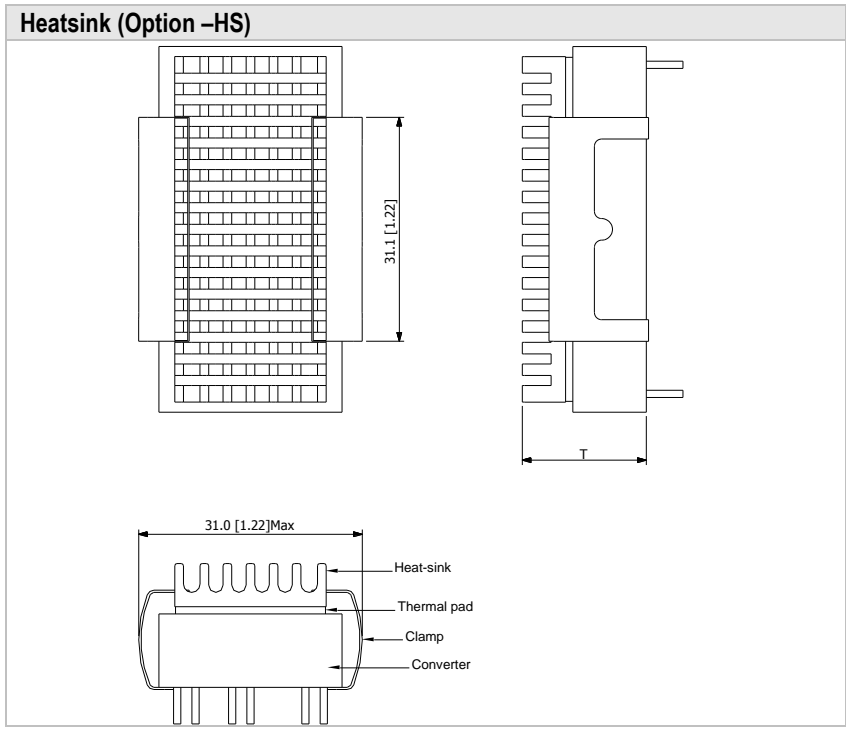 Heatsink (Option –HS)
31.1 [1.22]
T
31.0 [1.22]Max
Heat-sink
Thermal pad
Clamp
Converter